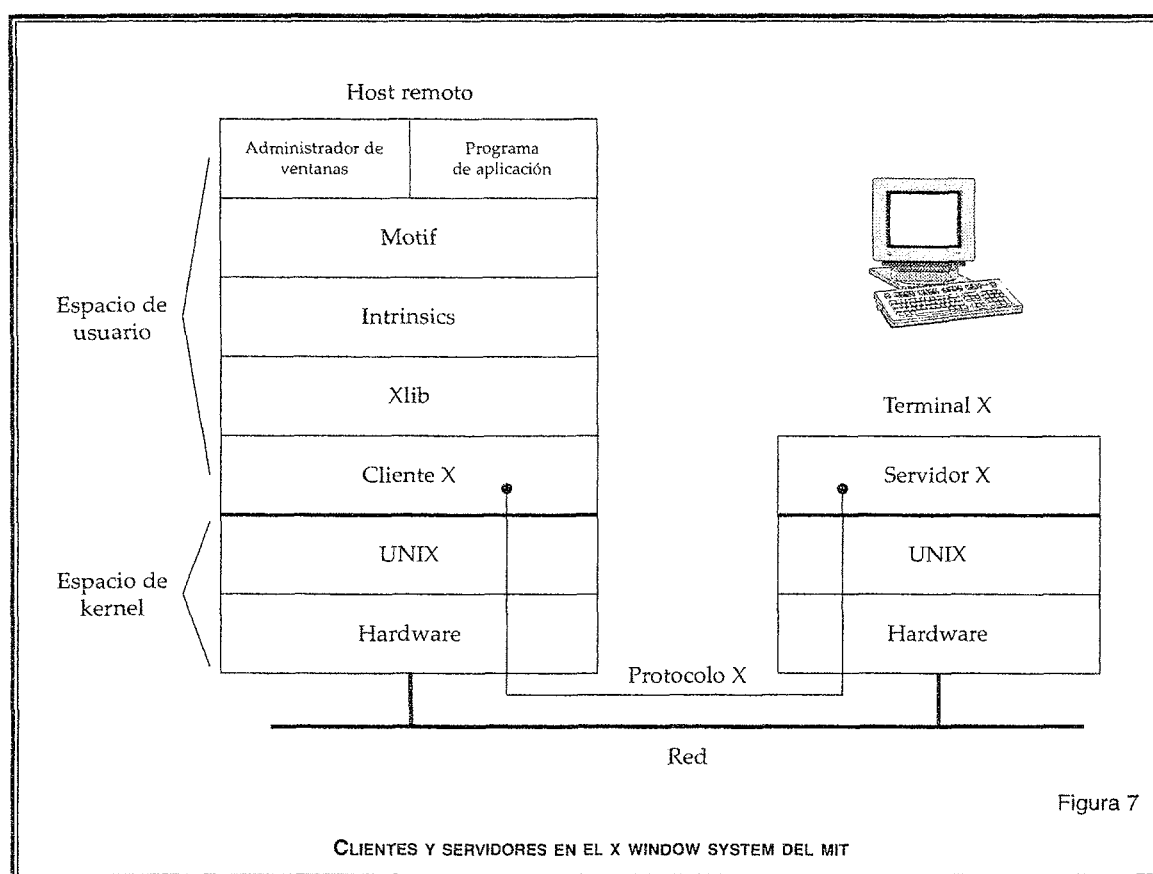 Host remoto
Administrador de
ventanas
Programa
de aplicación
Motif
Intrinsics
Xlib
Cliente X
UNIX
Hardware
Espacio de
usuario
Espacio de
kernel
Terminal X
Servidor X
UNIX
Hardware
Protocolo X
Red
Figura 7
CLIENTES Y SERVIDORES EN EL X WINDOW SYSTEM DEL MIT